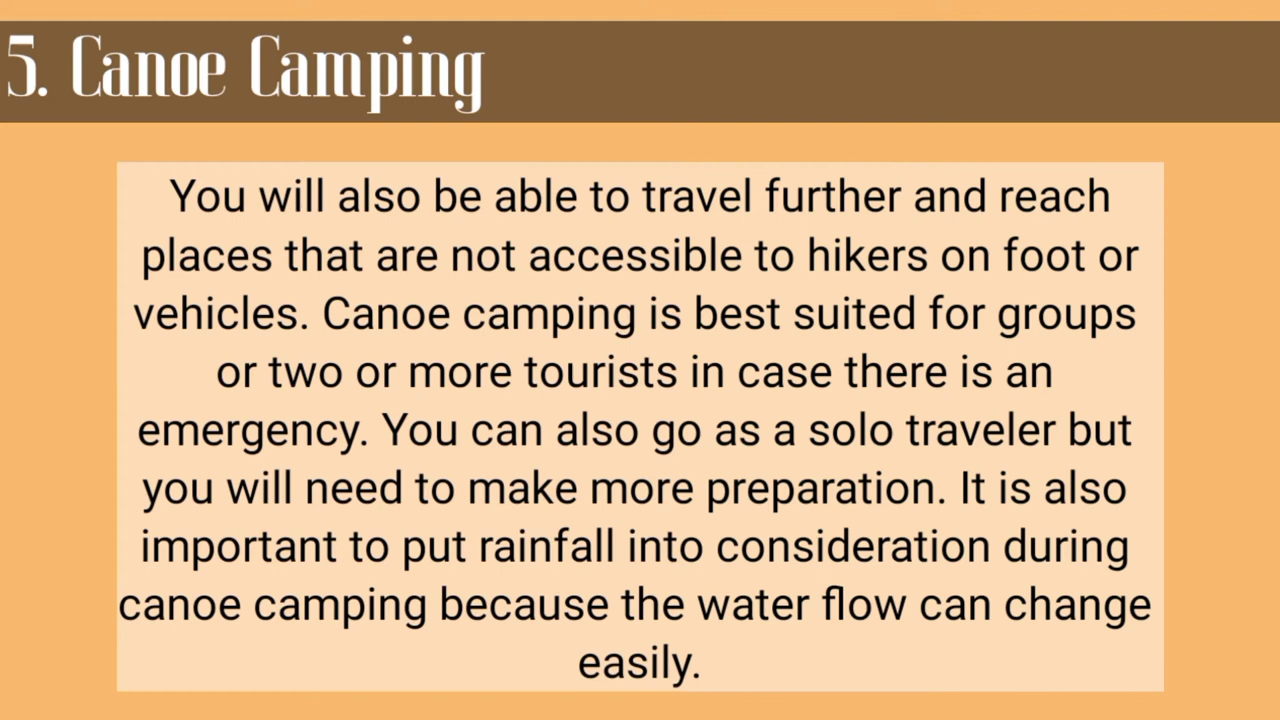 5. Canoe Camping
You will also be able to travel further and reach
places that are not accessible to hikers on foot or
vehicles. Canoe camping is best suited for groups
or two or more tourists in case there is an
emergency. You can also go as a solo traveler but
you will need to make more preparation. It is also
important to put rainfall into consideration during
canoe camping because the water flow can change
easily.